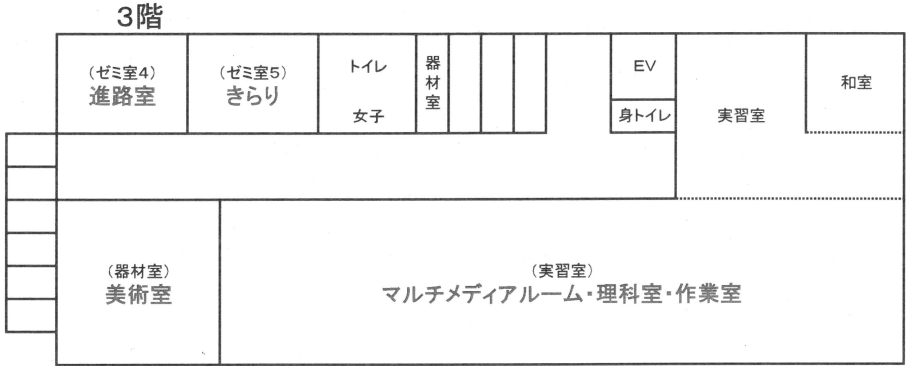 3階
(ゼミ室4)
進路室
(ゼミ室5)
きらり
トイレ
女子
器材室
EV
身トイレ
実習室
和室
(器材室)
美術室
(実習室)
マルチメディアルーム・理科室・作業室